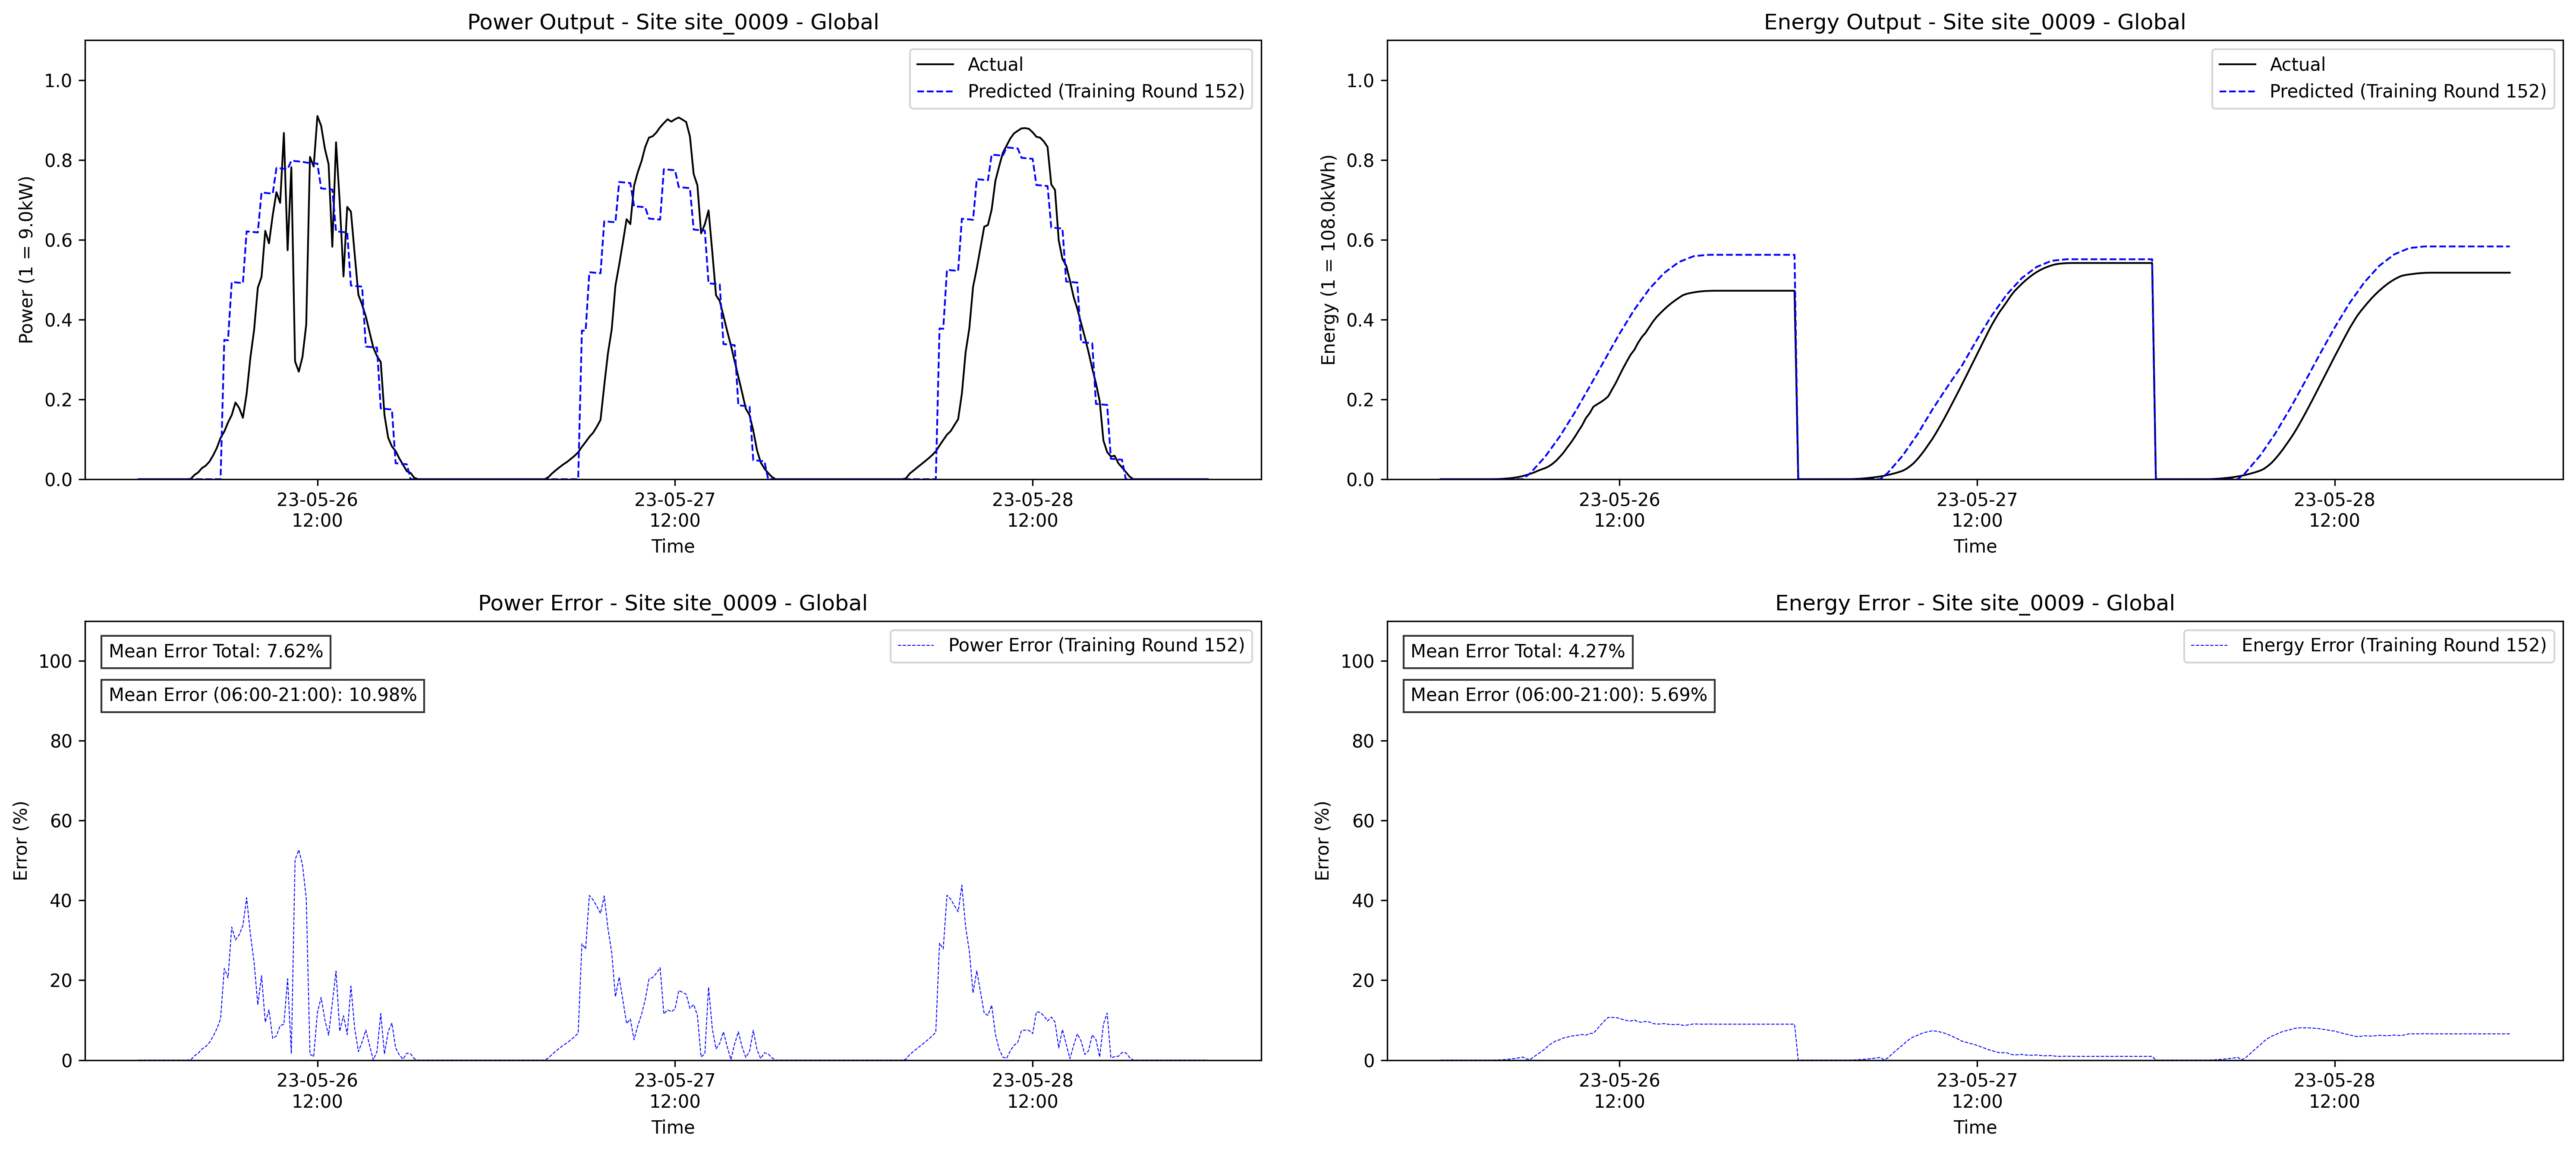 Power Output - Site site_0009 - Global
Power (1 = 9.0kW)
1.0
0.8
0.6
0.4
0.2
0.0
Actual
Predicted (Training Round 152)
23-05-26
12:00
23-05-27
12:00
23-05-28
12:00
Time
Energy Output - Site site_0009 - Global
Energy (1 = 108.0kWh)
1.0
0.8
0.6
0.4
0.2
0.0
Actual
Predicted (Training Round 152)
23-05-26
12:00
23-05-27
12:00
23-05-28
12:00
Time
Power Error - Site site_0009 - Global
Error (%)
100
80
60
40
20
0
Mean Error Total: 7.62%
Mean Error (06:00-21:00): 10.98%
Power Error (Training Round 152)
23-05-26
12:00
23-05-27
12:00
23-05-28
12:00
Time
Energy Error - Site site_0009 - Global
Error (%)
100
80
60
40
20
0
Mean Error Total: 4.27%
Mean Error (06:00-21:00): 5.69%
Energy Error (Training Round 152)
23-05-26
12:00
23-05-27
12:00
23-05-28
12:00
Time